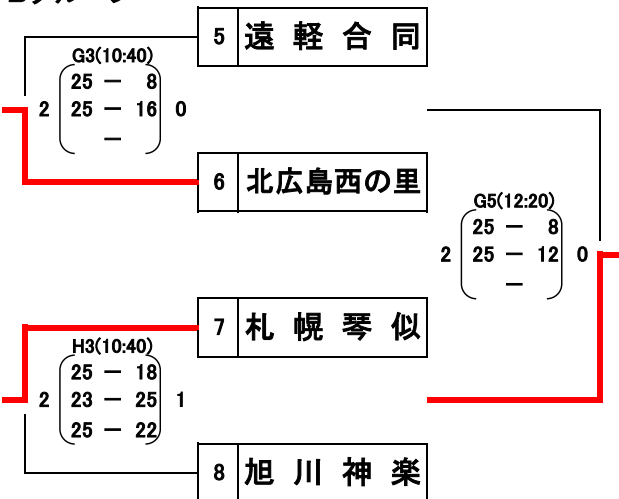 5 遠軽合同
G3(10:40)
25 － 8
2 25 － 16 0
－
6 北広島西の里
G5(12:20)
25 － 8
2 25 － 12 0
－
7 札幌琴似
H3(10:40)
25 － 18
2 23 － 25 1
25 － 22
8 旭川神楽